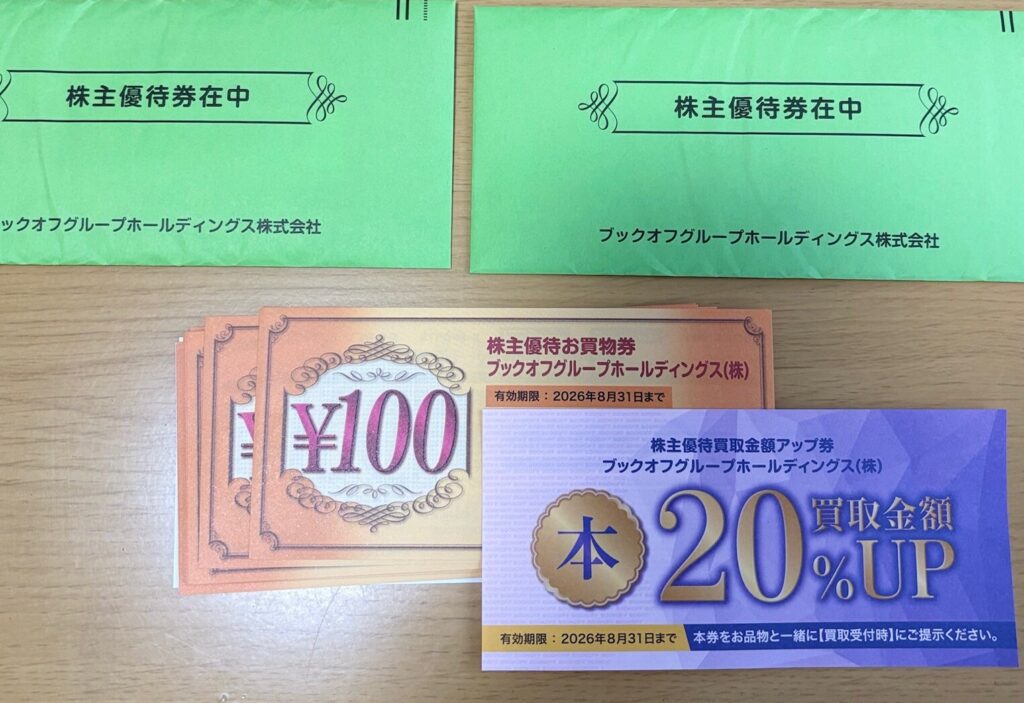 株主優待券在中
ックオフグループホールディングス株式会社
株主優待券在中
ブックオフグループホールディングス株式会社
株主優待お買物券
ブックオフグループホールディングス(株)
有効期限：2026年8月31日まで
¥100
¥
株主優待買取金額アップ券
ブックオフグループホールディングス(株)
本
20%UP
買取金額
有効期限：2026年8月31日まで
本券をお品物と一緒に【買取受付時】にご提示ください。